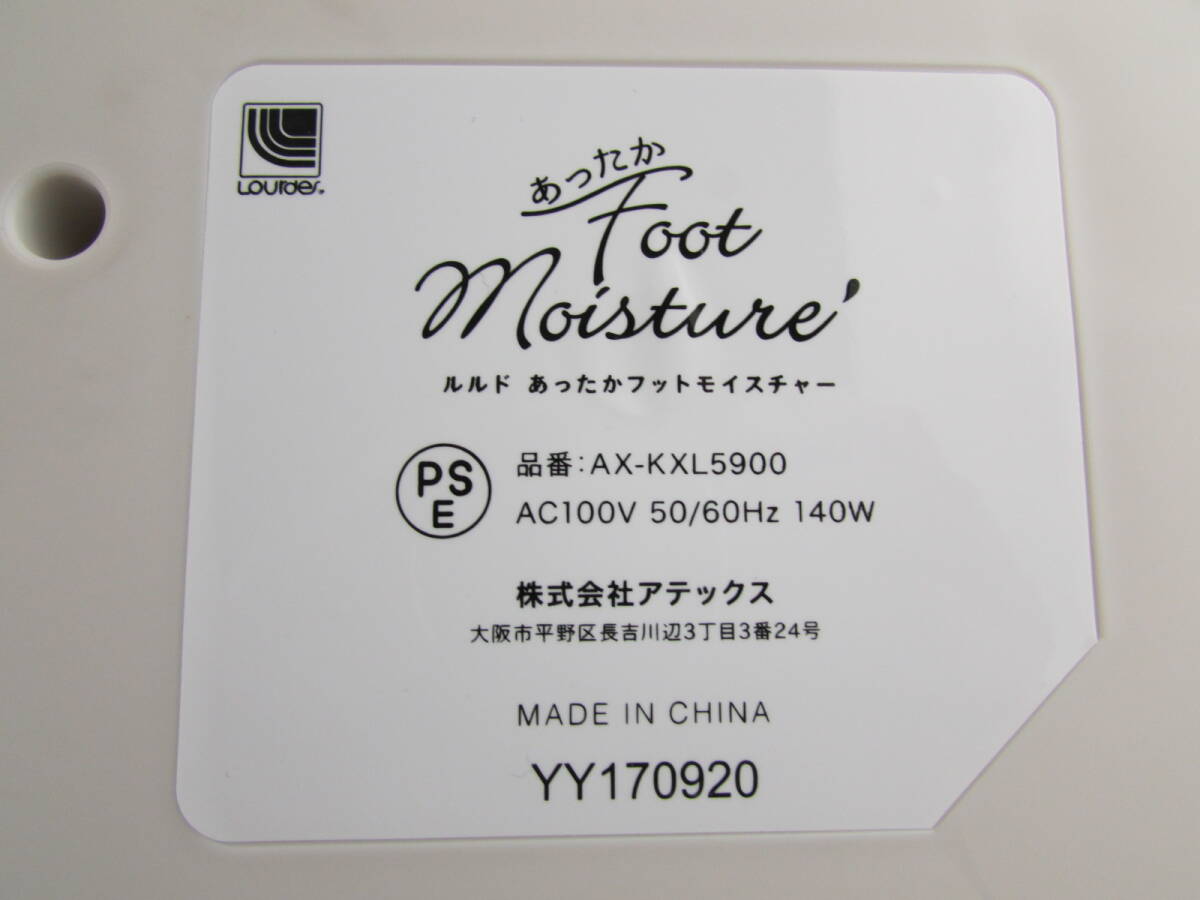 Lourdes
あったか
Foot
Moisture'
ルルド あったかフットモイスチャー
PS
E
品番：AX-KXL5900
AC100V 50/60Hz 140W
株式会社アテックス
大阪市平野区長吉川辺3丁目3番24号
MADE IN CHINA
YY170920